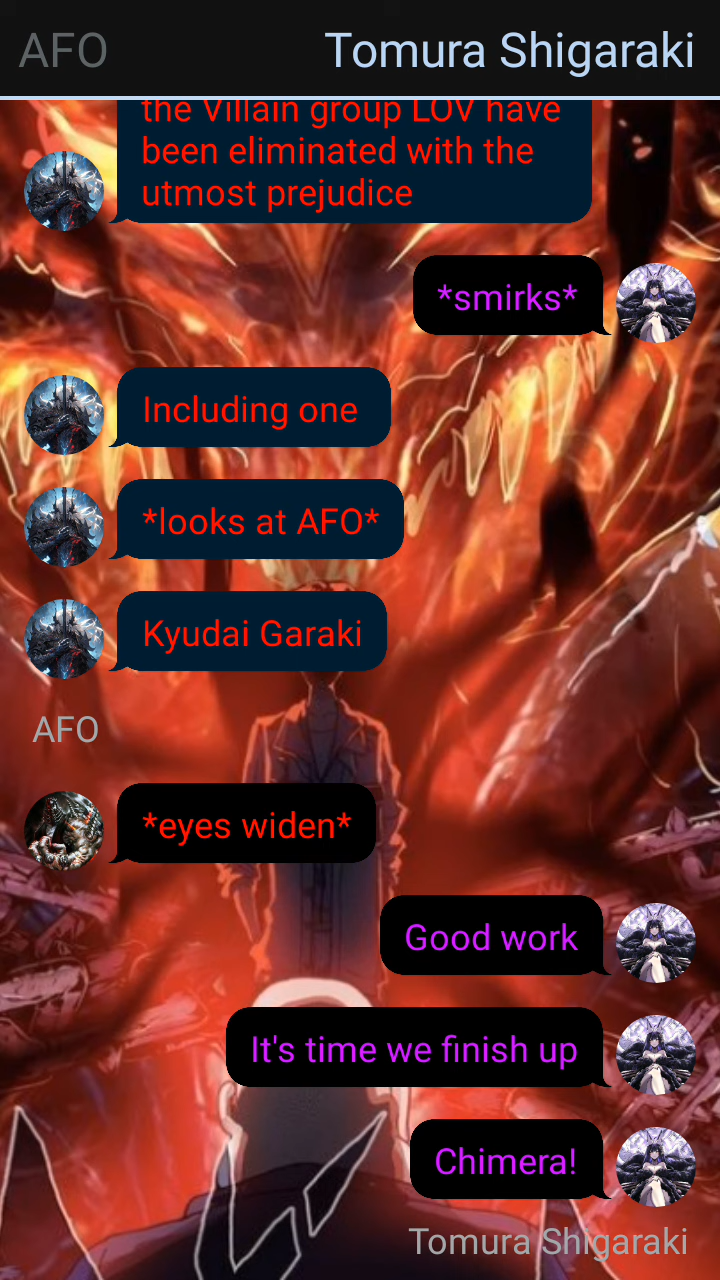 AFO
Tomura Shigaraki
the Villain group LOV have
been eliminated with the
utmost prejudice
*smirks*
Including one
*looks at AFO*
Kyudai Garaki
AFO
*eyes widen*
Good work
It's time we finish up
Chimera!
Tomura Shigaraki